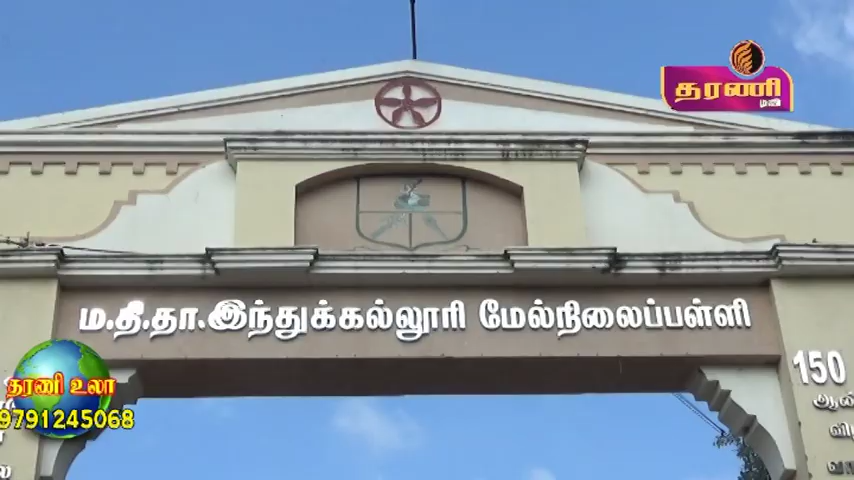 தரணி
டிவி
ம.தி.தா.இந்துக்கல்லூரி மேல்நிலைப்பள்ளி
தரணி உலா
9791245068
150